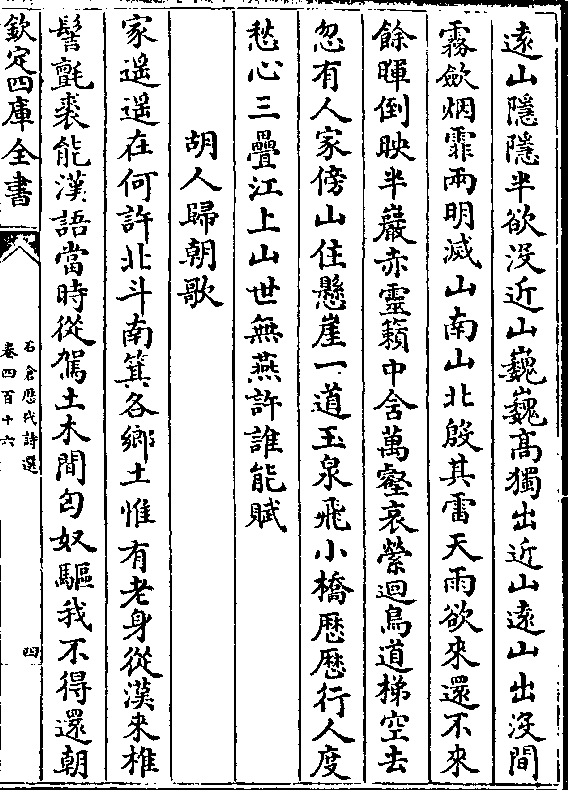 遠山隱隱半欲沒近山巍巍髙獨出近山遠山出沒間
霧歛烟霏兩明滅山南山北殷其雷天雨欲來還不來
餘暉倒映半巖赤靈籟中含萬壑哀縈迴鳥道梯空去
忽有人家傍山住懸崖一道玉泉飛小橋歴歴行人度
愁心三疊江上山世無燕許誰能賦
胡人歸朝歌
家遥遥在何許北斗南箕各鄉土惟有老身從漢來椎
髻氈裘能漢語當時從駕土木間匈奴驅我不得還朝
欽定四庫全書
石倉歴代詩選
卷四百十六
四